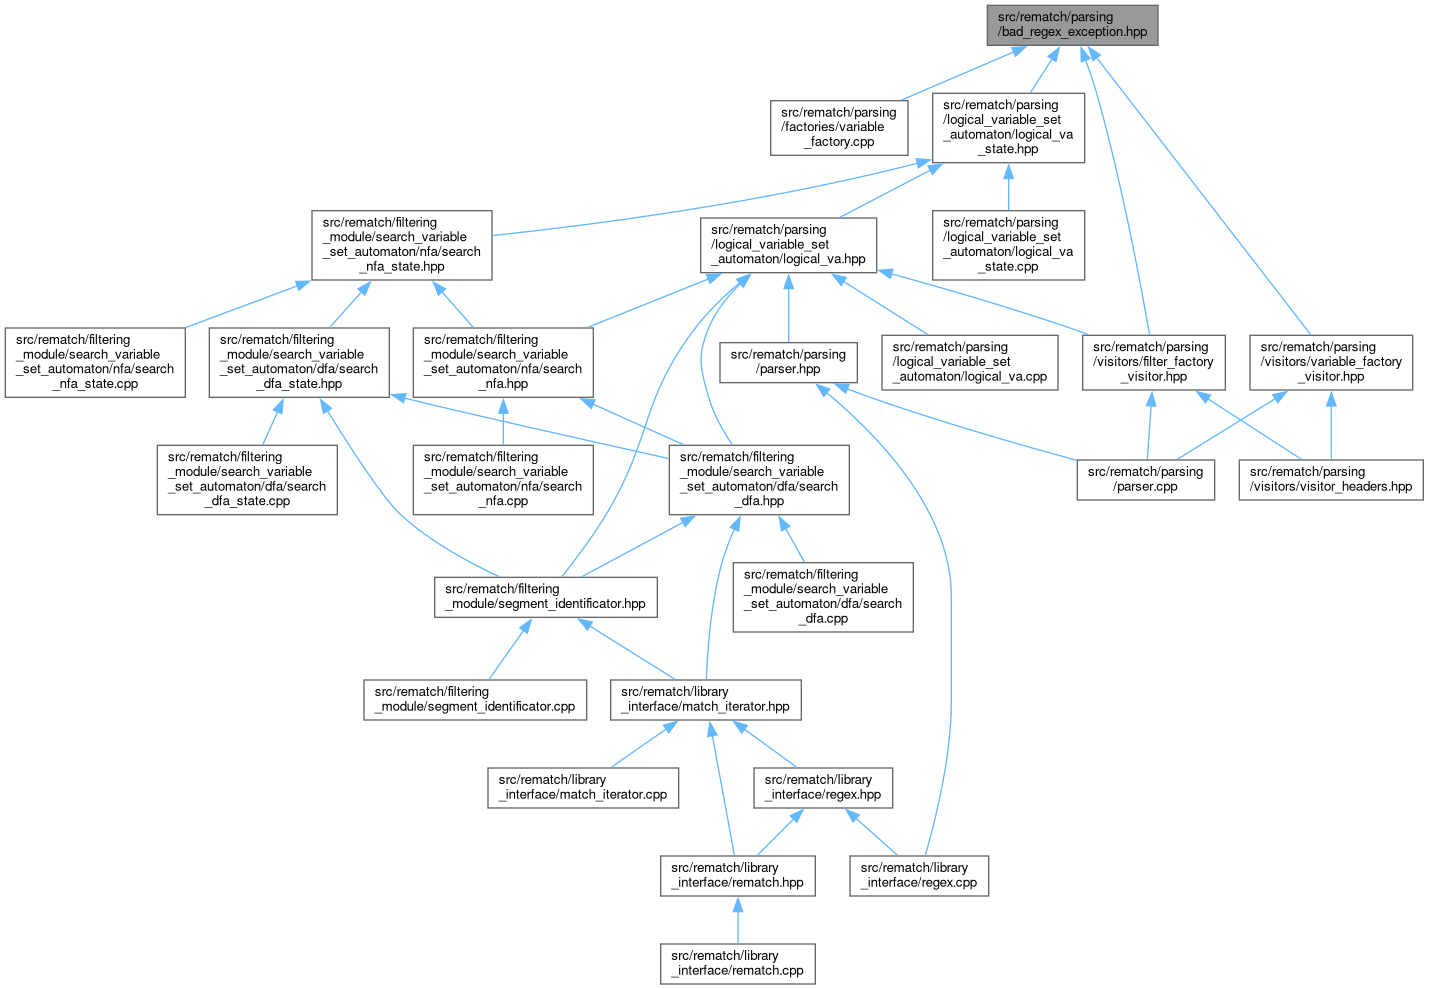 src/rematch/parsing
/bad_regex_exception.hpp
src/rematch/parsing
/factories/variable
_factory.cpp
src/rematch/parsing
/logical_variable_set
_automaton/logical_va
_state.hpp
src/rematch/filtering
_module/search_variable
_set_automaton/nfa/search
_nfa_state.hpp
src/rematch/parsing
/logical_variable_set
_automaton/logical_va.hpp
src/rematch/parsing
/logical_variable_set
_automaton/logical_va
_state.cpp
src/rematch/filtering
_module/search_variable
_set_automaton/nfa/search
_nfa_state.cpp
src/rematch/filtering
_module/search_variable
_set_automaton/dfa/search
_dfa_state.hpp
src/rematch/filtering
_module/search_variable
_set_automaton/nfa/search
_nfa.hpp
src/rematch/parsing
/parser.hpp
src/rematch/parsing
/logical_variable_set
_automaton/logical_va.cpp
src/rematch/parsing
/visitors/filter_factory
_visitor.hpp
src/rematch/parsing
/visitors/variable_factory
_visitor.hpp
src/rematch/filtering
_module/search_variable
_set_automaton/dfa/search
_dfa_state.cpp
src/rematch/filtering
_module/search_variable
_set_automaton/nfa/search
_nfa.cpp
src/rematch/filtering
_module/search_variable
_set_automaton/dfa/search
_dfa.hpp
src/rematch/parsing
/parser.cpp
src/rematch/parsing
/visitors/visitor_headers.hpp
src/rematch/filtering
_module/segment_identificator.hpp
src/rematch/filtering
_module/search_variable
_set_automaton/dfa/search
_dfa.cpp
src/rematch/filtering
_module/segment_identificator.cpp
src/rematch/library
_interface/match_iterator.hpp
src/rematch/library
_interface/match_iterator.cpp
src/rematch/library
_interface/regex.hpp
src/rematch/library
_interface/rematch.hpp
src/rematch/library
_interface/regex.cpp
src/rematch/library
_interface/rematch.cpp